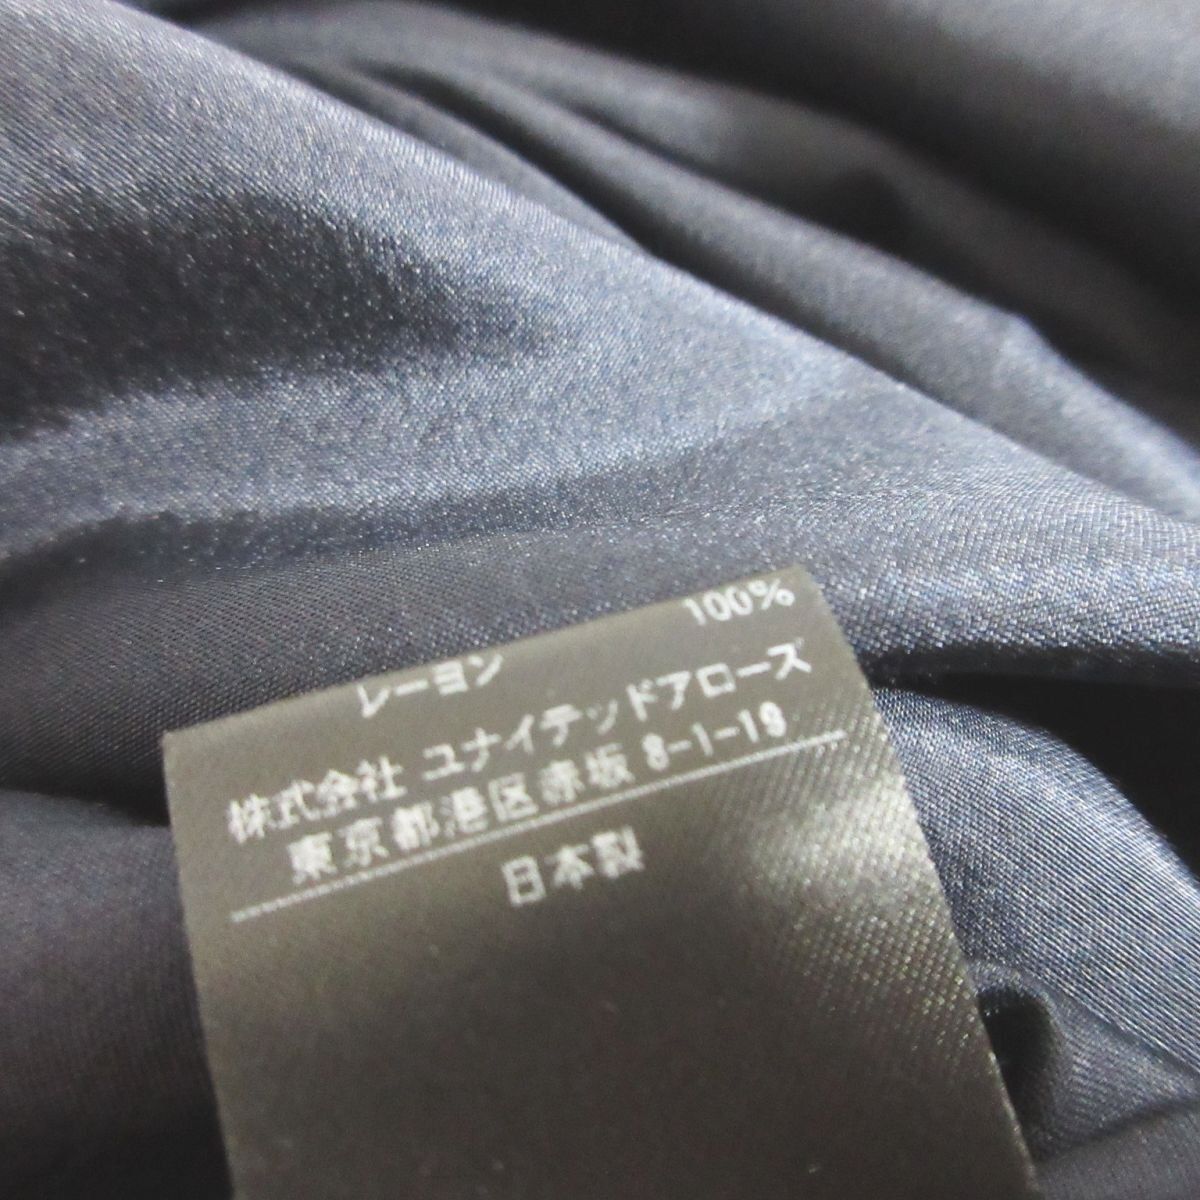 レーヨン 100%
株式会社 ユナイテッドアローズ
東京都港区赤坂 8-1-19
日本製